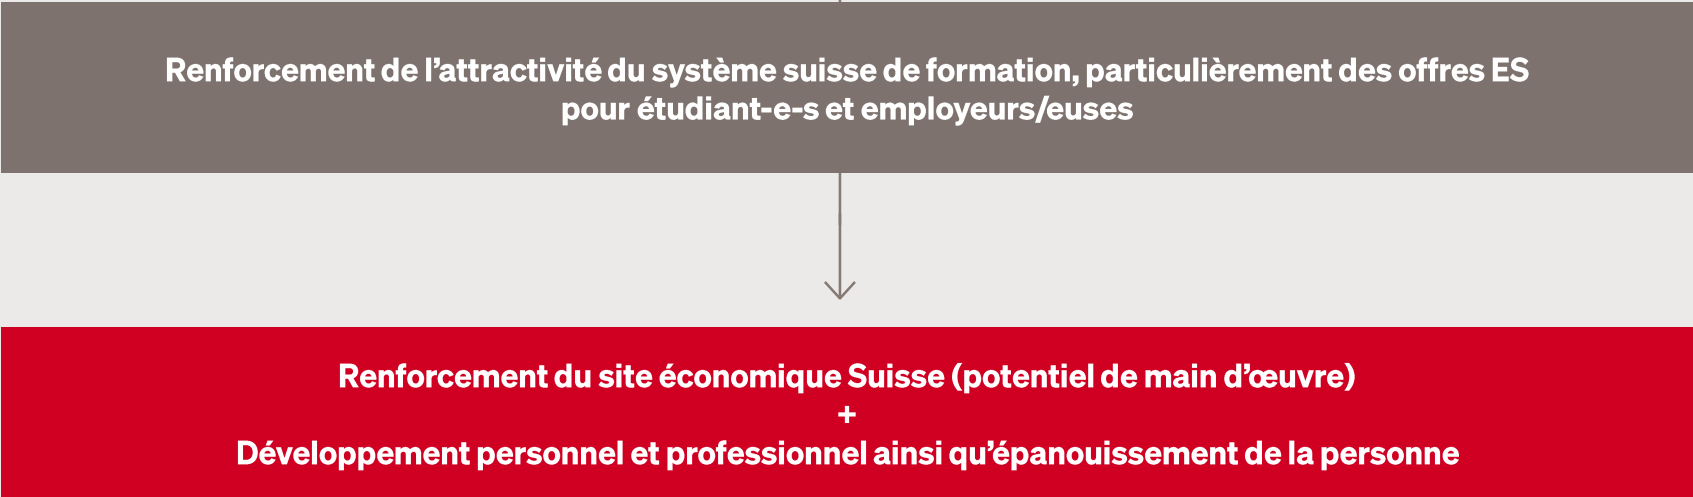 Renforcement de l’attractivité du système suisse de formation, particulièrement des offres ES
pour étudiant-e-s et employeurs/euses
Renforcement du site économique Suisse (potentiel de main d’œuvre)
+
Développement personnel et professionnel ainsi qu’épanouissement de la personne